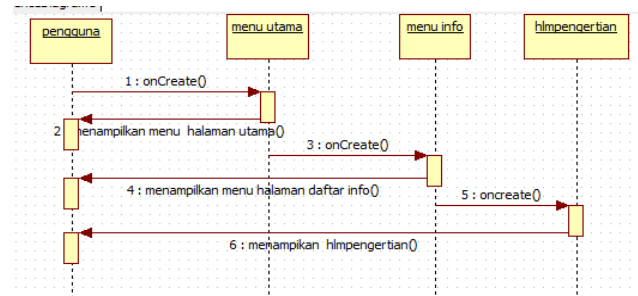 pengguna
menu utama
menu info
hlmpengertian
1 : onCreate()
2 menampilkan menu halaman utama()
3 : onCreate()
4 : menampilkan menu halaman daftar info()
5 : oncreate()
6 : menampikan hlmpengertian()